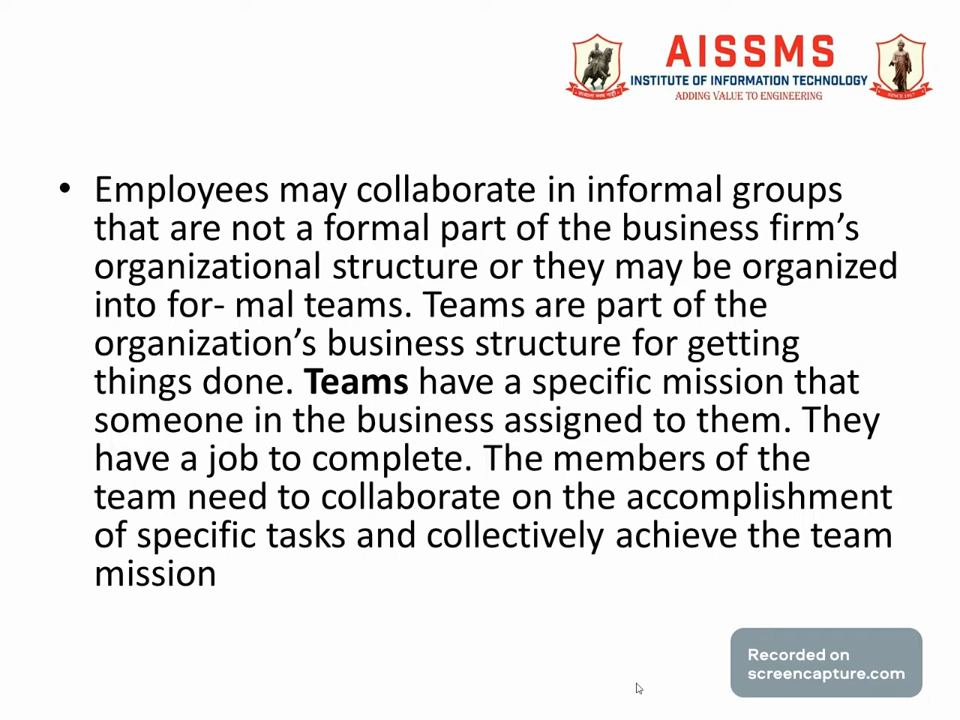 AISSMS
INSTITUTE OF INFORMATION TECHNOLOGY
ADDING VALUE TO ENGINEERING
SINCE 1917
• Employees may collaborate in informal groups
that are not a formal part of the business firm’s
organizational structure or they may be organized
into for- mal teams. Teams are part of the
organization’s business structure for getting
things done. Teams have a specific mission that
someone in the business assigned to them. They
have a job to complete. The members of the
team need to collaborate on the accomplishment
of specific tasks and collectively achieve the team
mission
Recorded on
screencapture.com